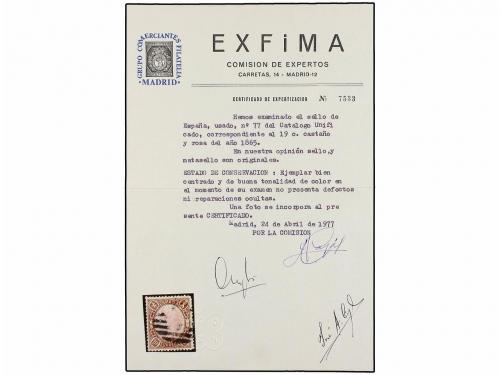 GRUPO COMERCIANTES FILATELIA
MADRID
EXFiMA
COMISION DE EXPERTOS
CARRETAS, 14 - MADRID-12
CERTIFICADO DE EXPERTIZACION Nº 7533
Hemos examinado el sello de
España, usado, nº 77 del Catalogo Unifi
cado, correspondiente al 19 c. castaño
y rosa del año 1865.
En nuestra opinión sello, y
matasello son originales.
ESTADO DE CONSERVACION : Ejemplar bien
centrado y de buena tonalidad de color en
el momento de su examen no presenta defectos
ni reparaciones ocultas.
Una foto se incorpora al pre
sente CERTIFICADO.
Madrid, 24 de Abril de 1977
POR LA COMISION